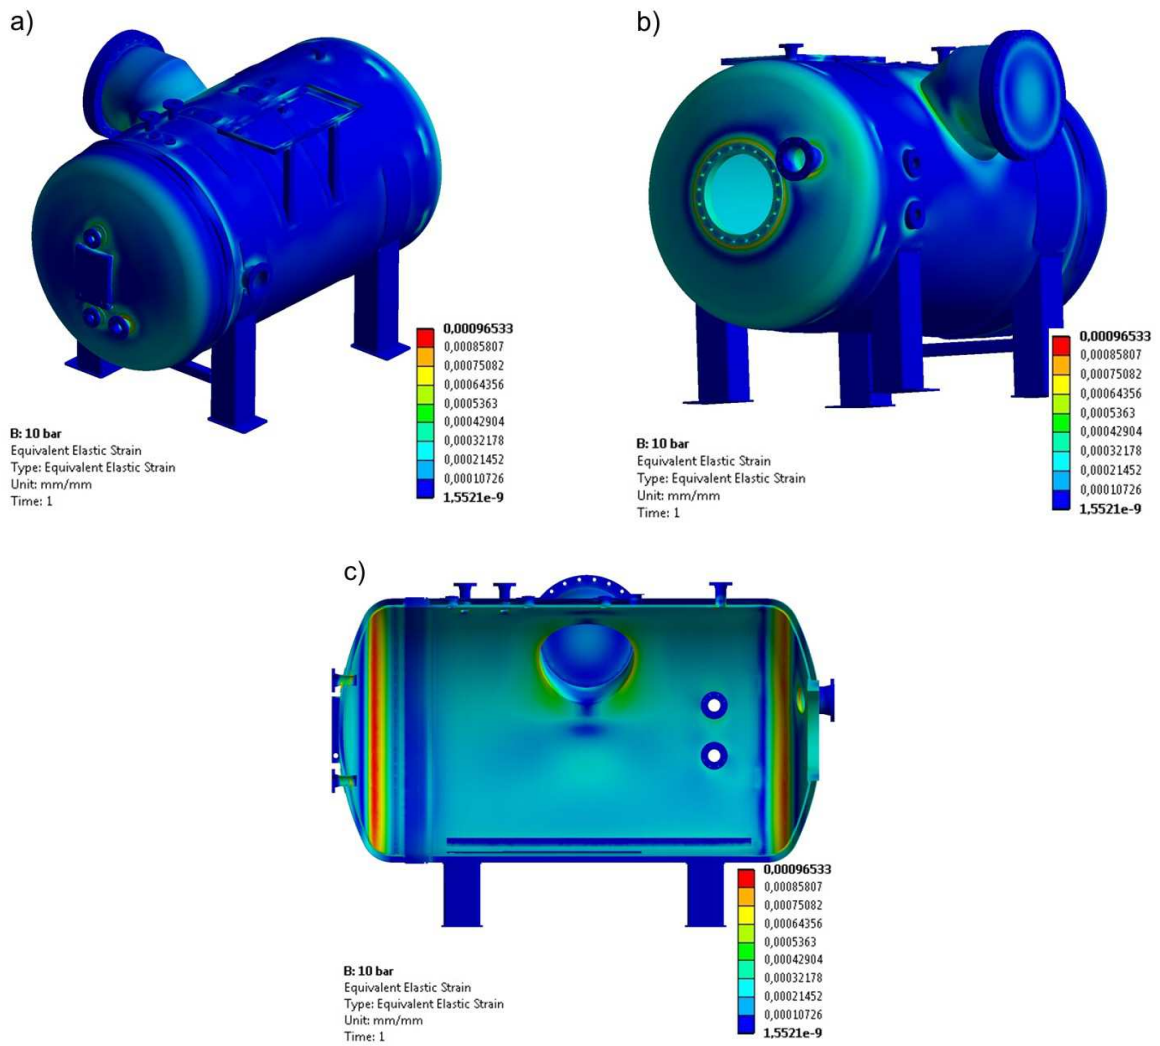 a)
0,00096533
0,00085807
0,00075082
0,00064356
0,0005363
0,00042904
0,00032178
0,00021452
0,00010726
1,5521e-9
B: 10 bar
Equivalent Elastic Strain
Type: Equivalent Elastic Strain
Unit: mm/mm
Time: 1
b)
0,00096533
0,00085807
0,00075082
0,00064356
0,0005363
0,00042904
0,00032178
0,00021452
0,00010726
1,5521e-9
B: 10 bar
Equivalent Elastic Strain
Type: Equivalent Elastic Strain
Unit: mm/mm
Time: 1
c)
0,00096533
0,00085807
0,00075082
0,00064356
0,0005363
0,00042904
0,00032178
0,00021452
0,00010726
1,5521e-9
B: 10 bar
Equivalent Elastic Strain
Type: Equivalent Elastic Strain
Unit: mm/mm
Time: 1